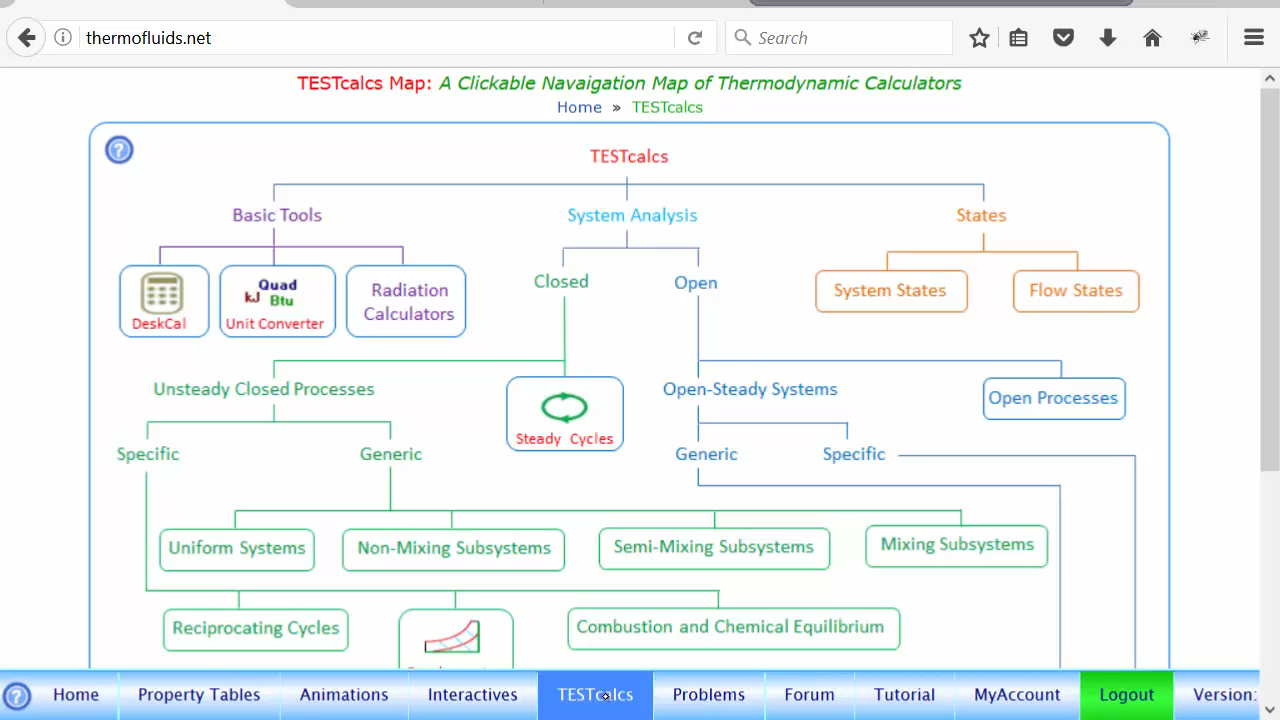 thermofluids.net
Search
TESTcalcs Map: A Clickable Navaigation Map of Thermodynamic Calculators
Home » TESTcalcs
?
TESTcalcs
Basic Tools
System Analysis
States
DeskCal
Quad
kJ Btu
Unit Converter
Radiation
Calculators
Closed
Open
System States
Flow States
Unsteady Closed Processes
Steady Cycles
Open-Steady Systems
Open Processes
Specific
Generic
Generic
Specific
Uniform Systems
Non-Mixing Subsystems
Semi-Mixing Subsystems
Mixing Subsystems
Reciprocating Cycles
Combustion and Chemical Equilibrium
? Home Property Tables Animations Interactives TESTcalcs Problems Forum Tutorial MyAccount Logout Version: